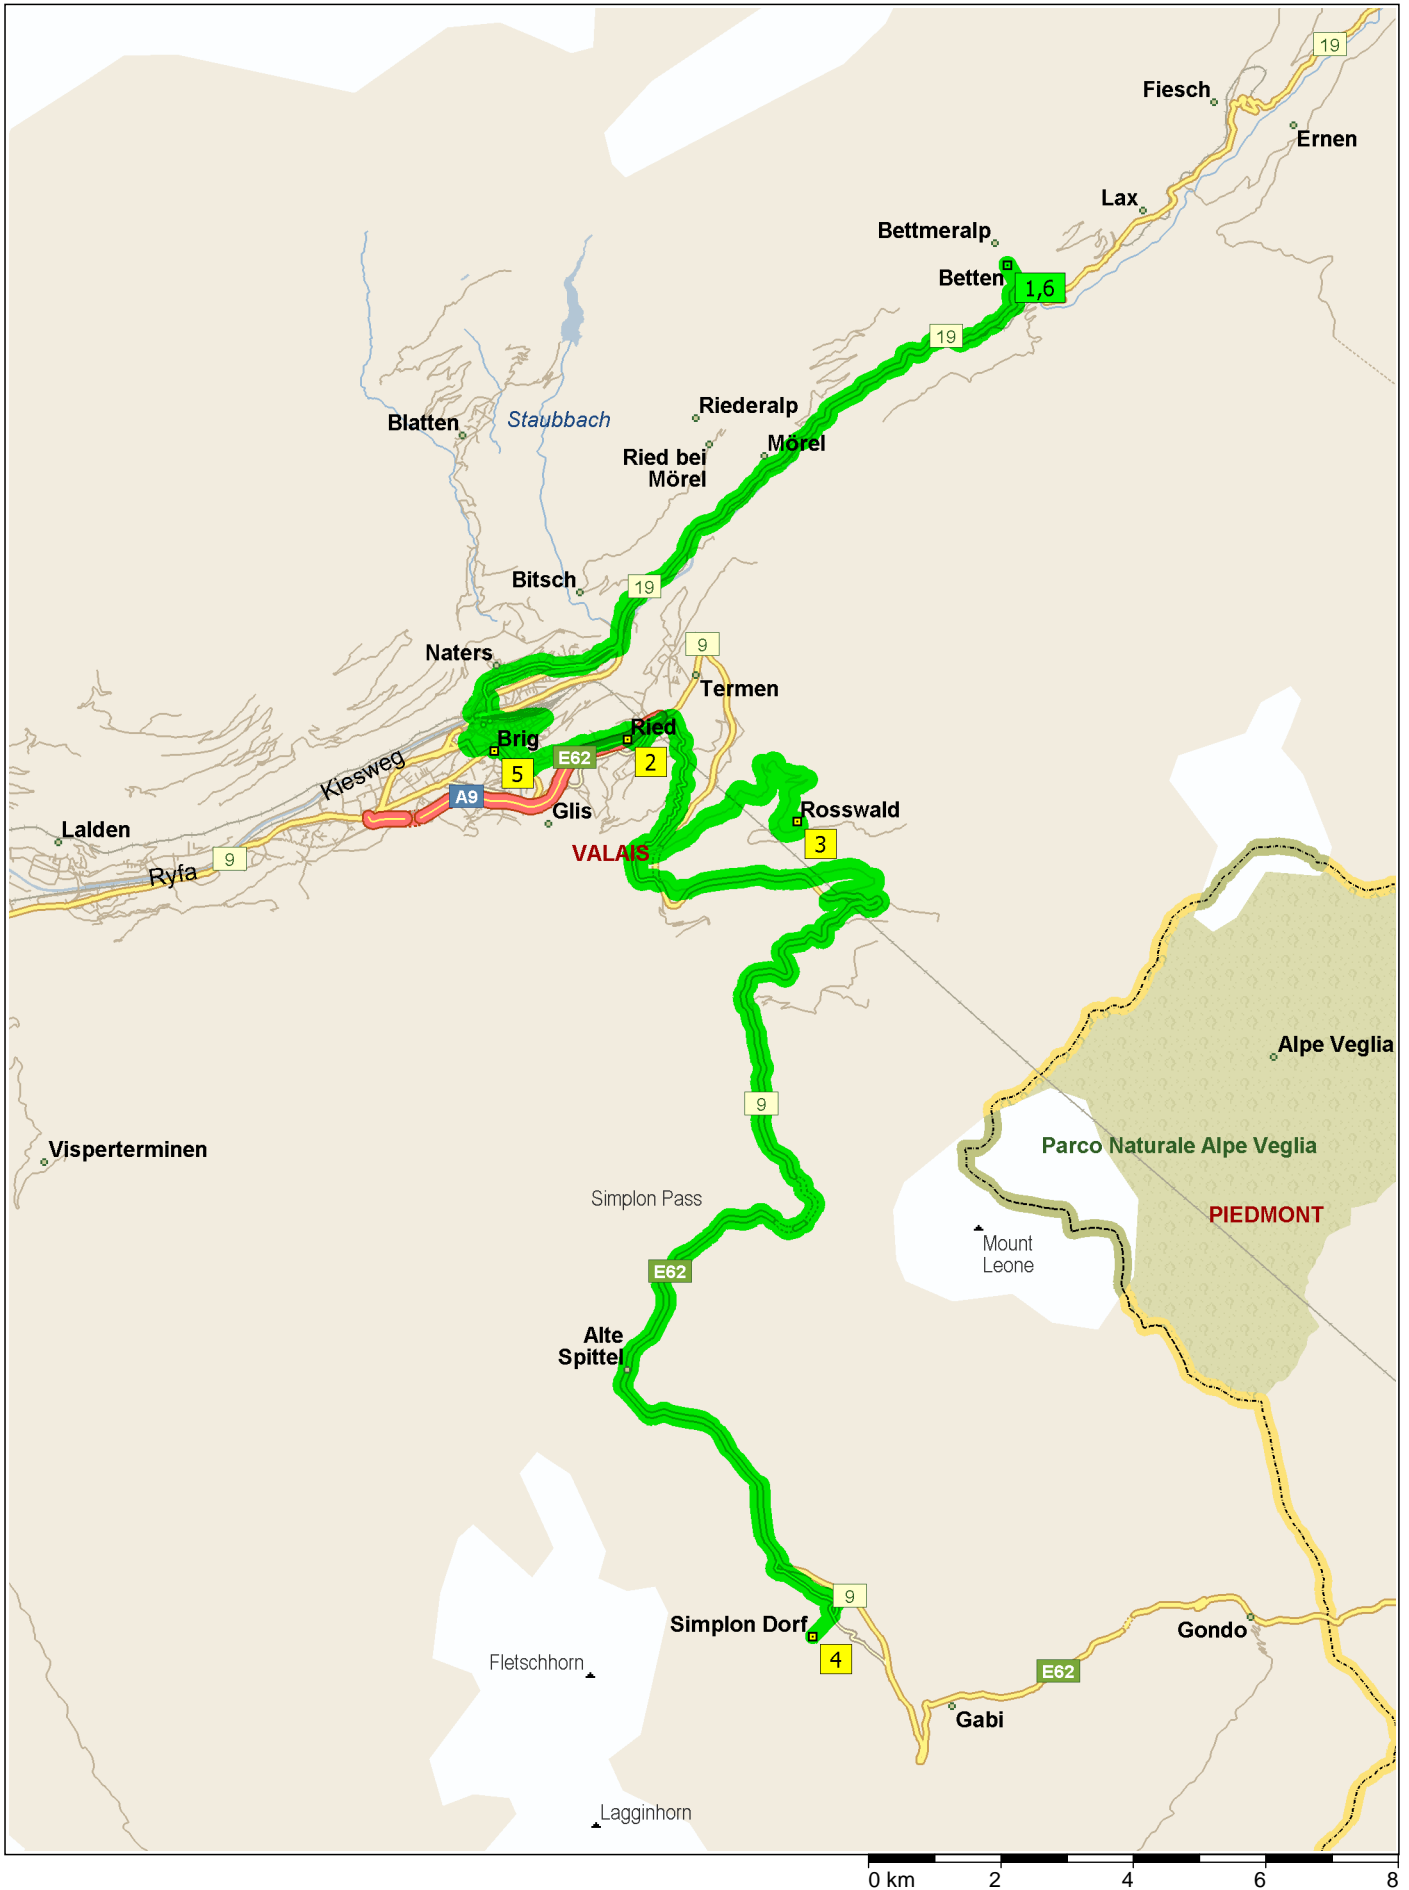 19
Fiesch
Ernen
Lax
Bettmeralp
Betten
1,6
19
Riederalp
Blatten
Staubbach
Mörel
Ried bei
Mörel
Bitsch
19
Naters
9
Termen
Ried
Brig
E62
2
5
Kiesweg
A9
Glis
Rosswald
3
Lalden
VALAIS
9
Ryfa
Alpe Veglia
9
Visperterminen
Parco Naturale Alpe Veglia
Simplon Pass
PIEDMONT
Mount
Leone
E62
Alte
Spittel
9
Simplon Dorf
Gondo
4
Fletschhorn
E62
Gabi
Lagginhorn
0 km 2 4 6 8